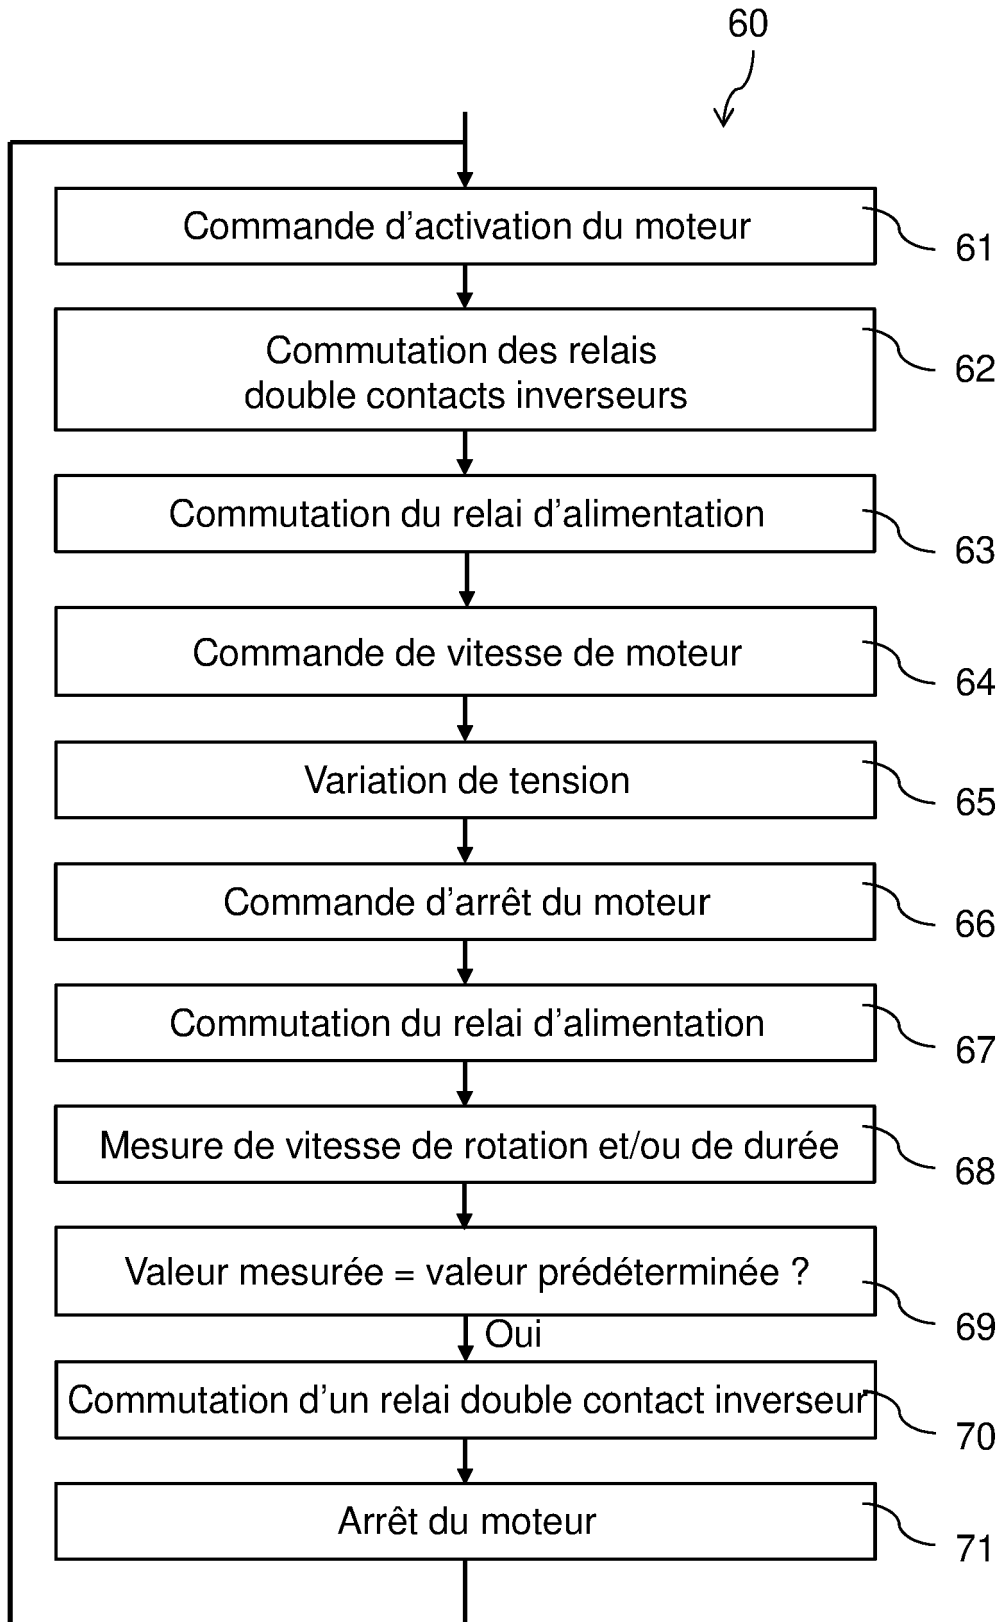 60
Commande d’activation du moteur
61
Commutation des relais
double contacts inverseurs
62
Commutation du relai d’alimentation
63
Commande de vitesse de moteur
64
Variation de tension
65
Commande d’arrêt du moteur
66
Commutation du relai d’alimentation
67
Mesure de vitesse de rotation et/ou de durée
68
Valeur mesurée = valeur prédéterminée ?
69
Oui
Commutation d’un relai double contact inverseur
70
Arrêt du moteur
71